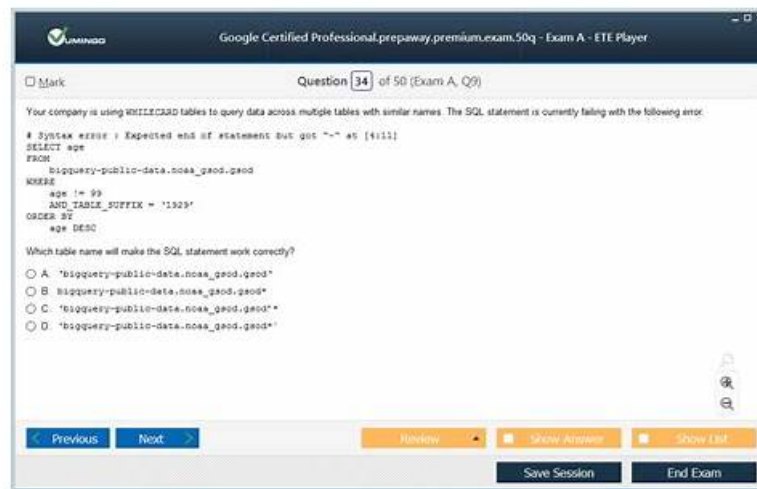 VUMINGO
Google Certified Professional.prepaway.premium.exam.50q - Exam A - ETE Player
Mark
Question 34 of 50 (Exam A, Q9)
Your company is using WHILECARD tables to query data across multiple tables with similar names. The SQL statement is currently failing with the following error.
# Syntax error : Expected end of statement but got "-" at [4:11]
SELECT age
FROM
bigquery-public-data.noaa_gsod.gsod
WHERE
age != 99
AND_TABLE_SUFFIX = '1929'
ORDER BY
age DESC
Which table name will make the SQL statement work correctly?
A. 'bigquery-public-data.noaa_gsod.gsod'
B. bigquery-public-data.noaa_gsod.gsod*
C. 'bigquery-public-data.noaa_gsod.gsod'*
D. 'bigquery-public-data.noaa_gsod.gsod*'
Previous
Next
Review
Show Answer
Show List
Save Session
End Exam